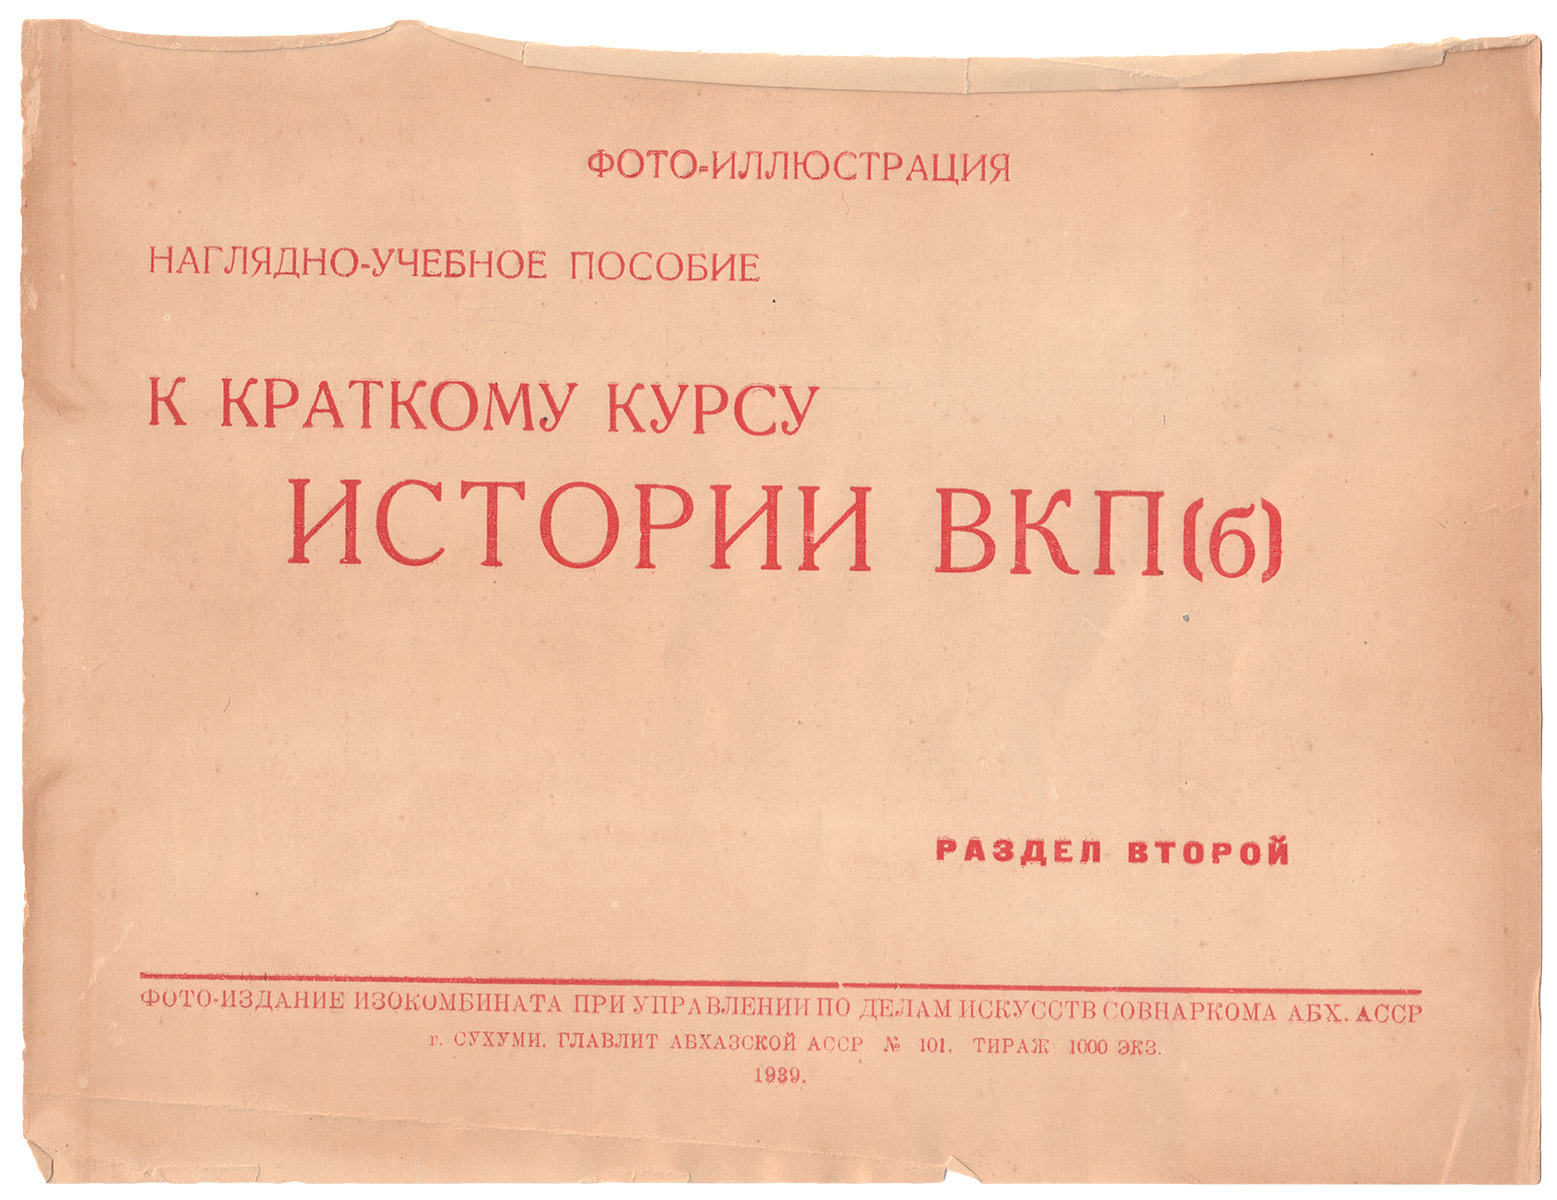 ФОТО-ИЛЛЮСТРАЦИЯ
НАГЛЯДНО-УЧЕБНОЕ ПОСОБИЕ
К КРАТКОМУ КУРСУ
ИСТОРИИ ВКП(б)
РАЗДЕЛ ВТОРОЙ
ФОТО-ИЗДАНИЕ ИЗОКОМБИНАТА ПРИ УПРАВЛЕНИИ ПО ДЕЛАМ ИСКУССТВ СОВНАРКОМА АБХ. АССР
г. СУХУМИ. ГЛАВЛИТ АБХАЗСКОЙ АССР № 101. ТИРАЖ 1000 ЭКЗ.
1939.